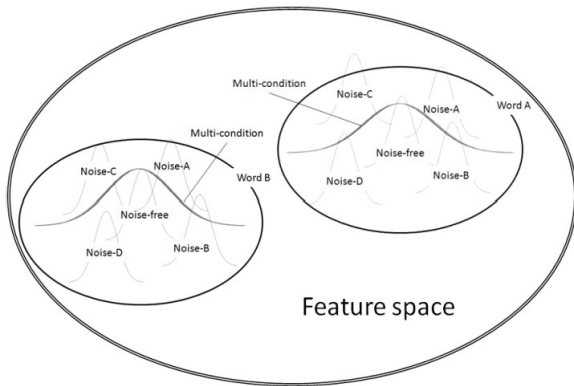 Multi-condition
Noise-C
Noise-A
Word A
Noise-free
Noise-D
Noise-B
Multi-condition
Noise-C
Noise-A
Word B
Noise-free
Noise-D
Noise-B
Feature space